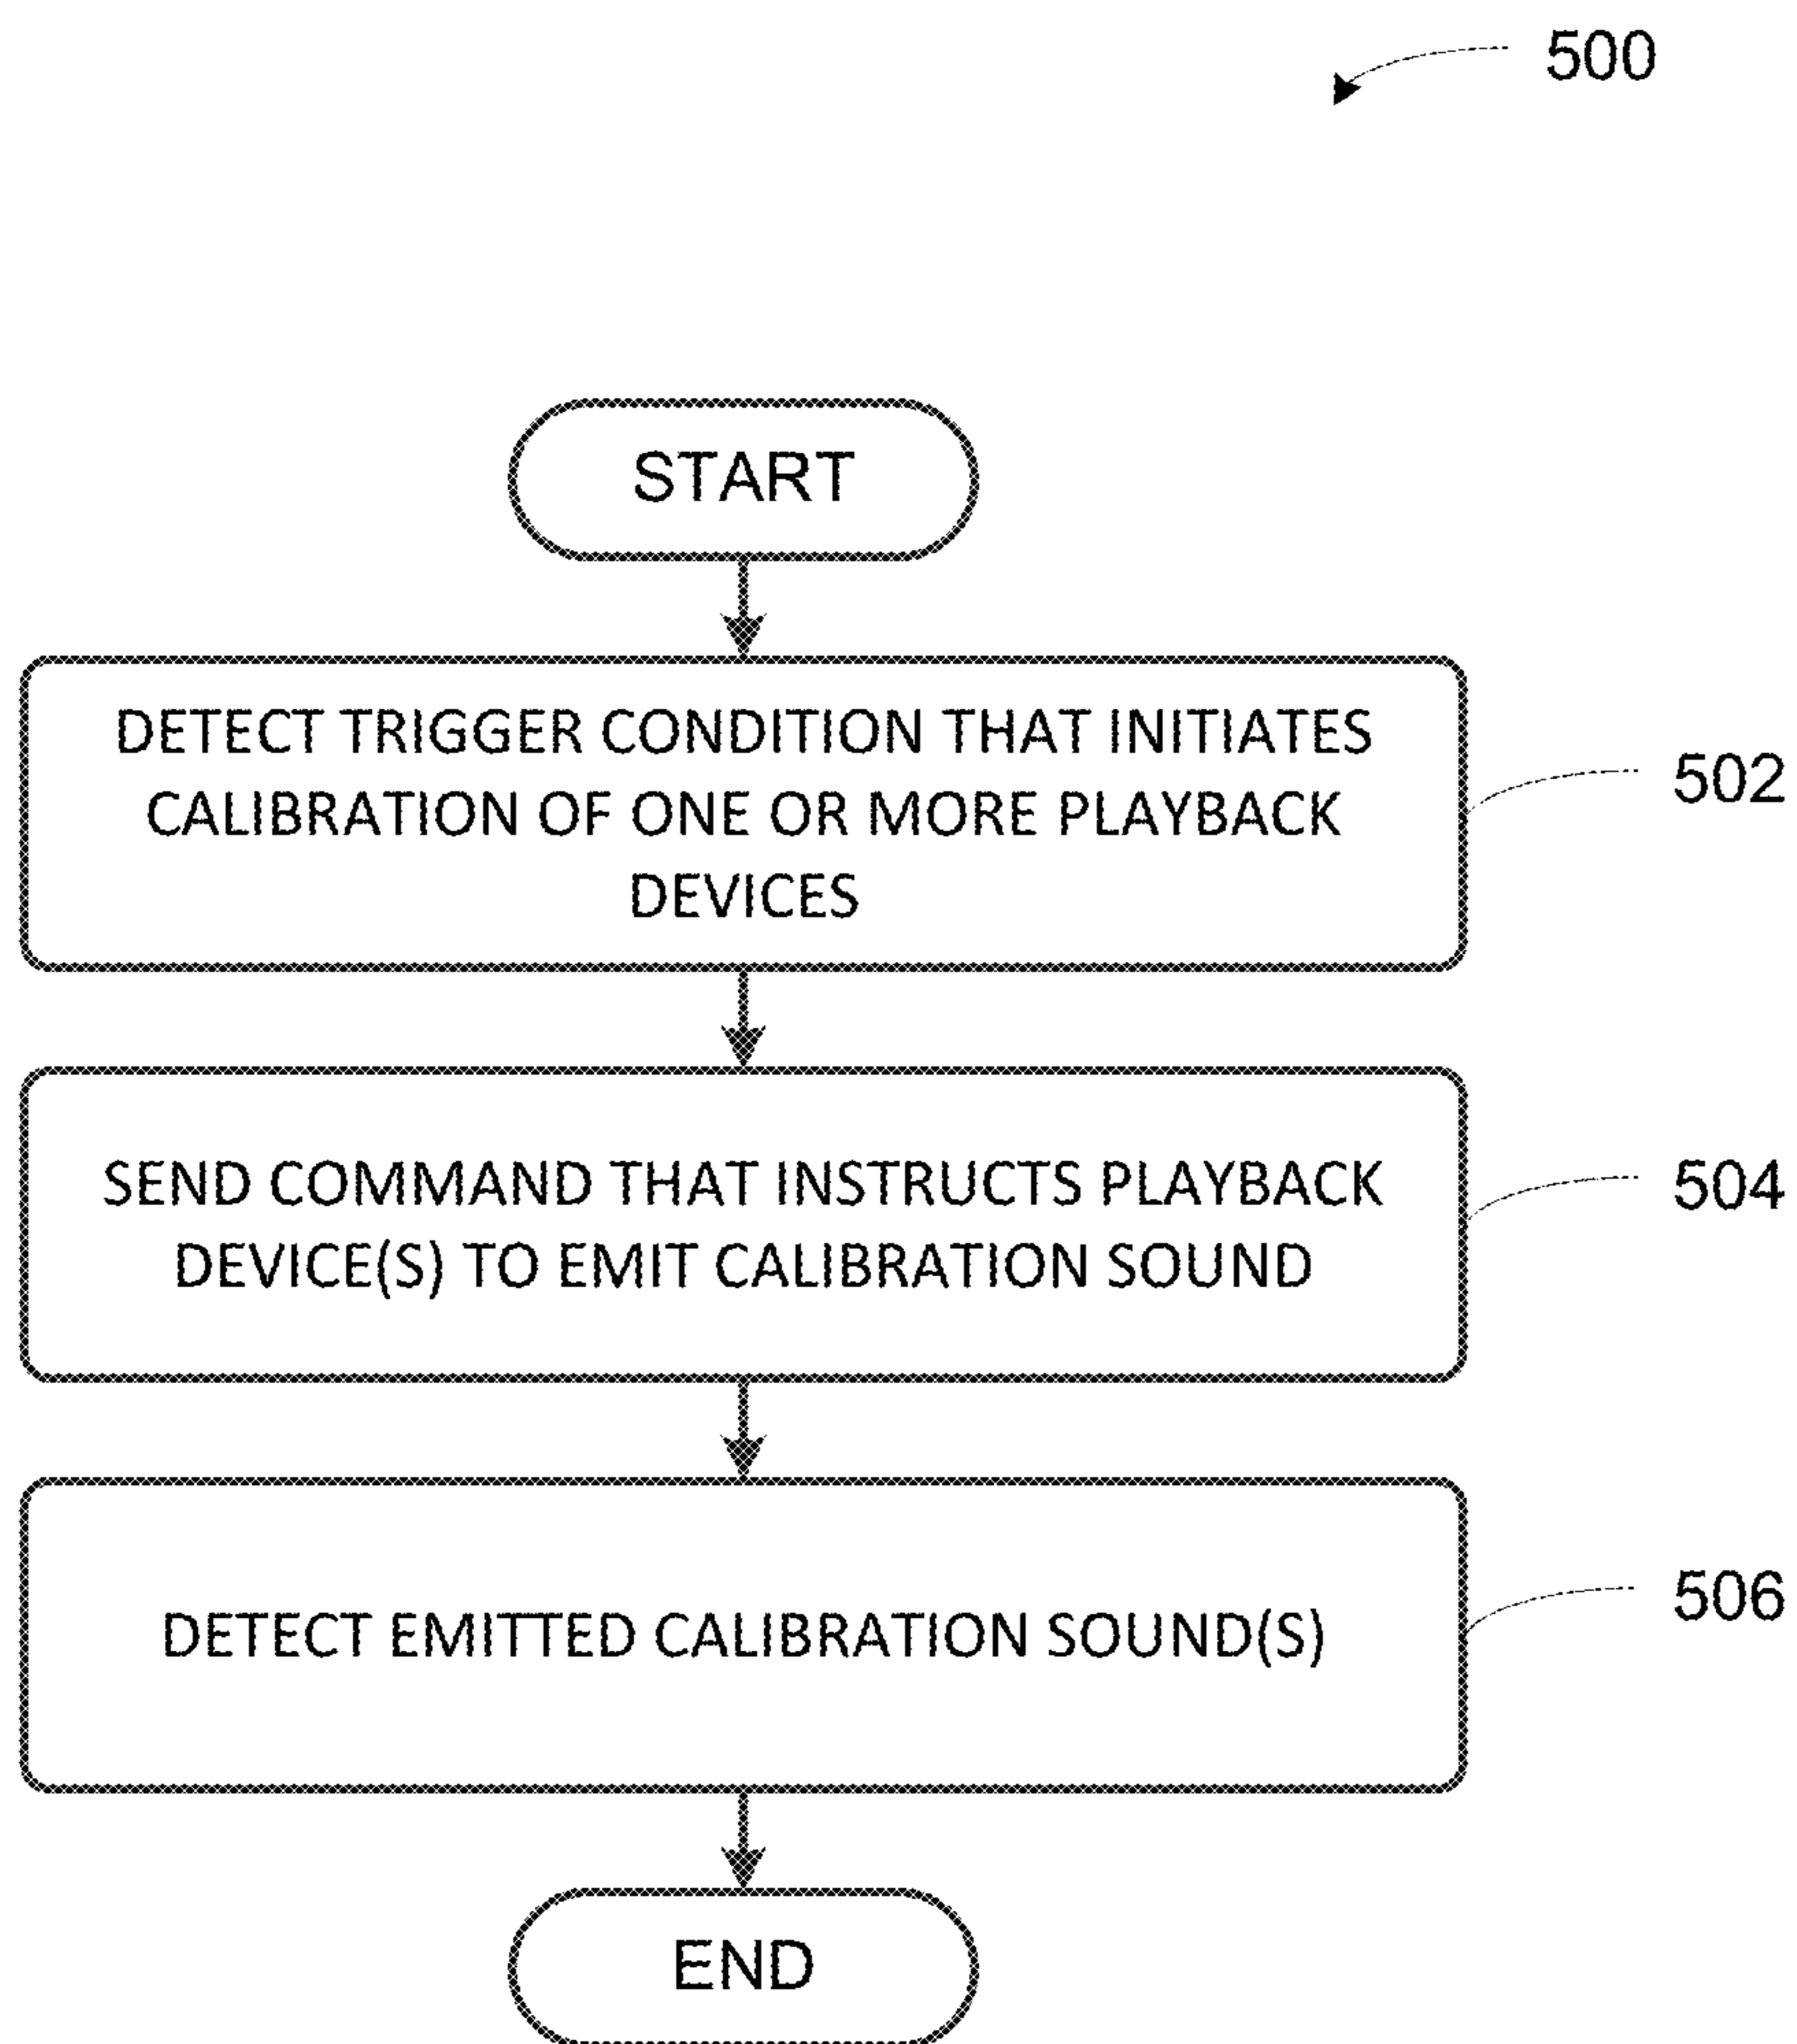 500
START
DETECT TRIGGER CONDITION THAT INITIATES
CALIBRATION OF ONE OR MORE PLAYBACK
DEVICES
502
SEND COMMAND THAT INSTRUCTS PLAYBACK
DEVICE(S) TO EMIT CALIBRATION SOUND
504
DETECT EMITTED CALIBRATION SOUND(S)
506
END